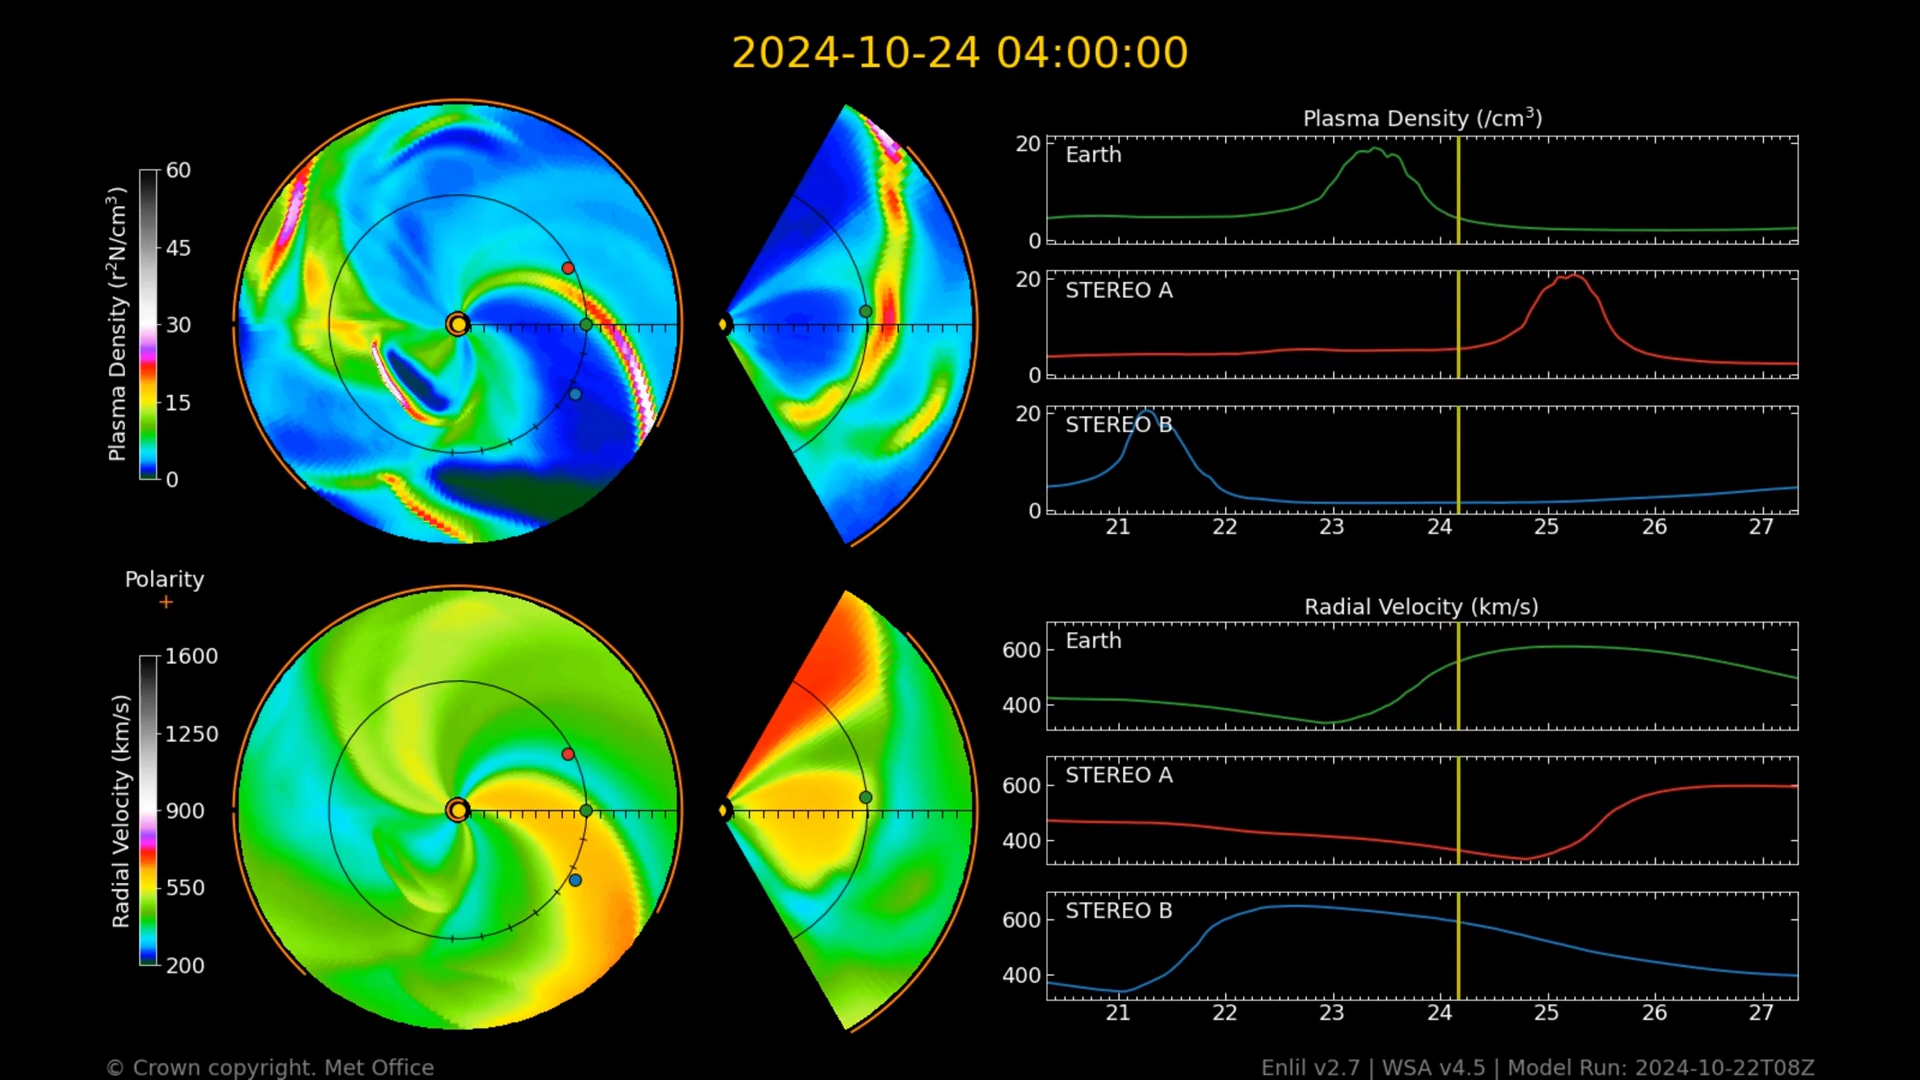 2024-10-24 04:00:00
Plasma Density (r²N/cm³)
60
45
30
15
0
Plasma Density (/cm³)
20
Earth
0
20
STEREO A
0
20
STEREO B
0
21 22 23 24 25 26 27
Polarity
+
Radial Velocity (km/s)
1600
1250
900
550
200
Radial Velocity (km/s)
Earth
600
400
STEREO A
600
400
STEREO B
600
400
21 22 23 24 25 26 27
© Crown copyright. Met Office
Enlil v2.7 | WSA v4.5 | Model Run: 2024-10-22T08Z